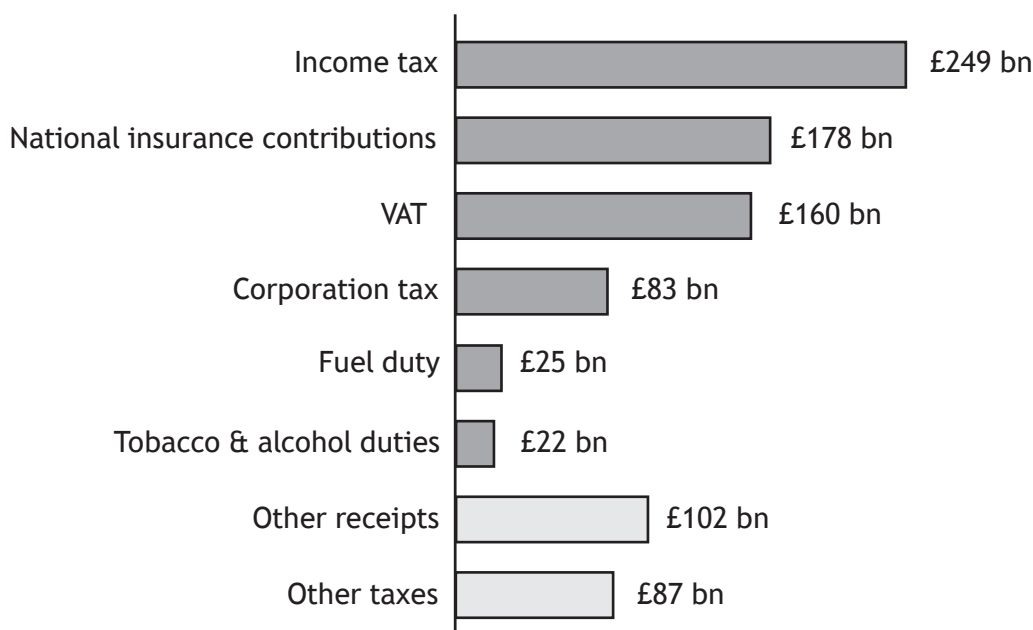 Income tax £249 bn
National insurance contributions £178 bn
VAT £160 bn
Corporation tax £83 bn
Fuel duty £25 bn
Tobacco & alcohol duties £22 bn
Other receipts £102 bn
Other taxes £87 bn